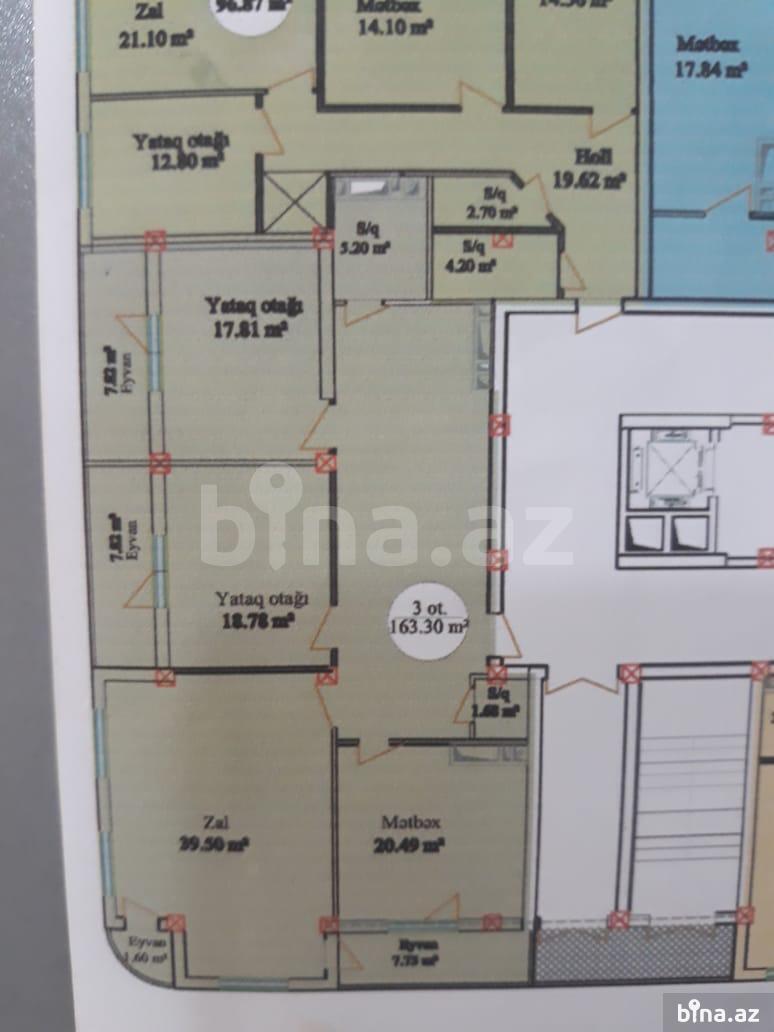 Zal
21.10 m²
96.87 m²
Mətbəx
14.10 m²
14.30 m²
Mətbəx
17.84 m²
Yataq otağı
12.80 m²
Holl
19.62 m²
S/q
5.20 m²
S/q
2.70 m²
S/q
4.20 m²
Yataq otağı
17.81 m²
7.82 m²
Eyvan
7.82 m²
Eyvan
bina.az
Yataq otağı
18.78 m²
3 ot.
163.30 m²
S/q
1.68 m²
Zal
39.50 m²
Mətbəx
20.49 m²
Eyvan
1.60 m²
Eyvan
7.73 m²
bina.az